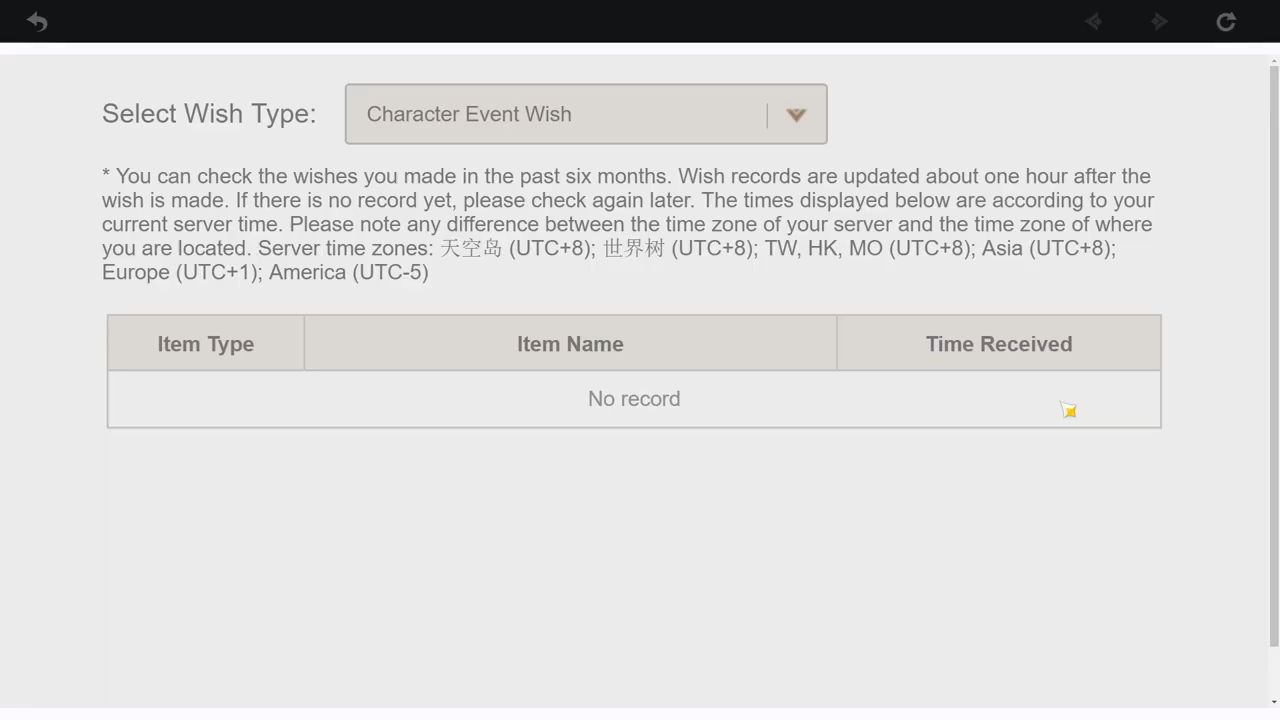 Select Wish Type: Character Event Wish
* You can check the wishes you made in the past six months. Wish records are updated about one hour after the
wish is made. If there is no record yet, please check again later. The times displayed below are according to your
current server time. Please note any difference between the time zone of your server and the time zone of where
you are located. Server time zones: 天空岛 (UTC+8); 世界树 (UTC+8); TW, HK, MO (UTC+8); Asia (UTC+8);
Europe (UTC+1); America (UTC-5)
Item Type Item Name Time Received
No record